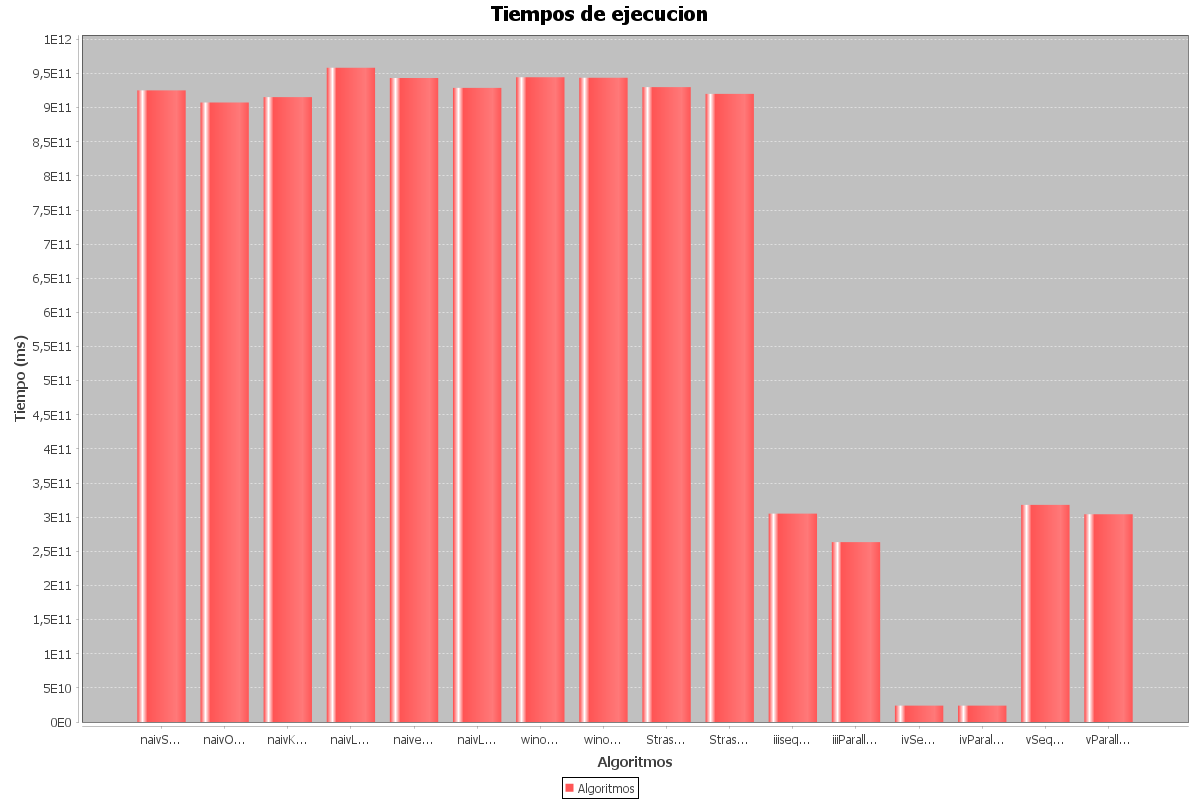 Tiempos de ejecucion
1E12
9,5E11
9E11
8,5E11
8E11
7,5E11
7E11
6,5E11
6E11
5,5E11
5E11
4,5E11
4E11
3,5E11
3E11
2,5E11
2E11
1,5E11
1E11
5E10
0E0
Tiempo (ms)
naivS... naivO... naivK... naivL... naive... naivL... wino... wino... Stras... Stras... iiiseq... iiiParall... ivSe... ivParal... vSeq... vParall...
Algoritmos
Algoritmos